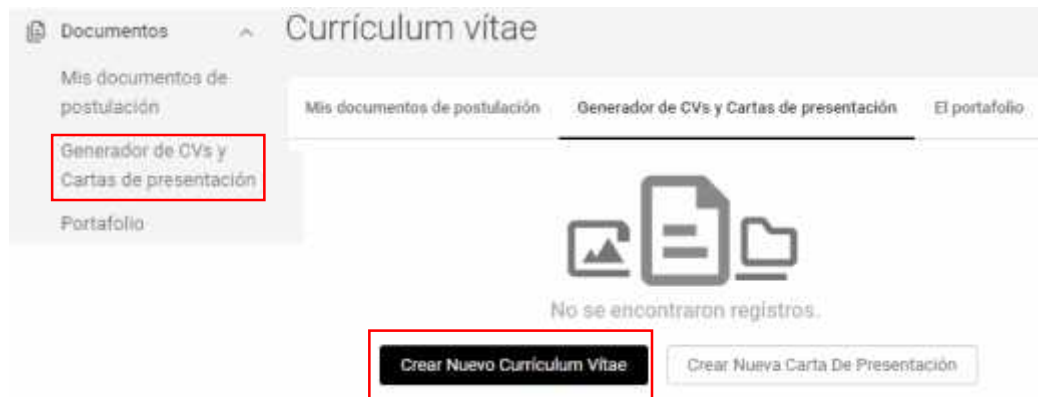 Documentos
Mis documentos de
postulación
Generador de CVs y
Cartas de presentación
Portafolio
Currículum vítae
Mis documentos de postulación
Generador de CVs y Cartas de presentación
El portafolio
No se encontraron registros.
Crear Nuevo Currículum Vítae
Crear Nueva Carta De Presentación